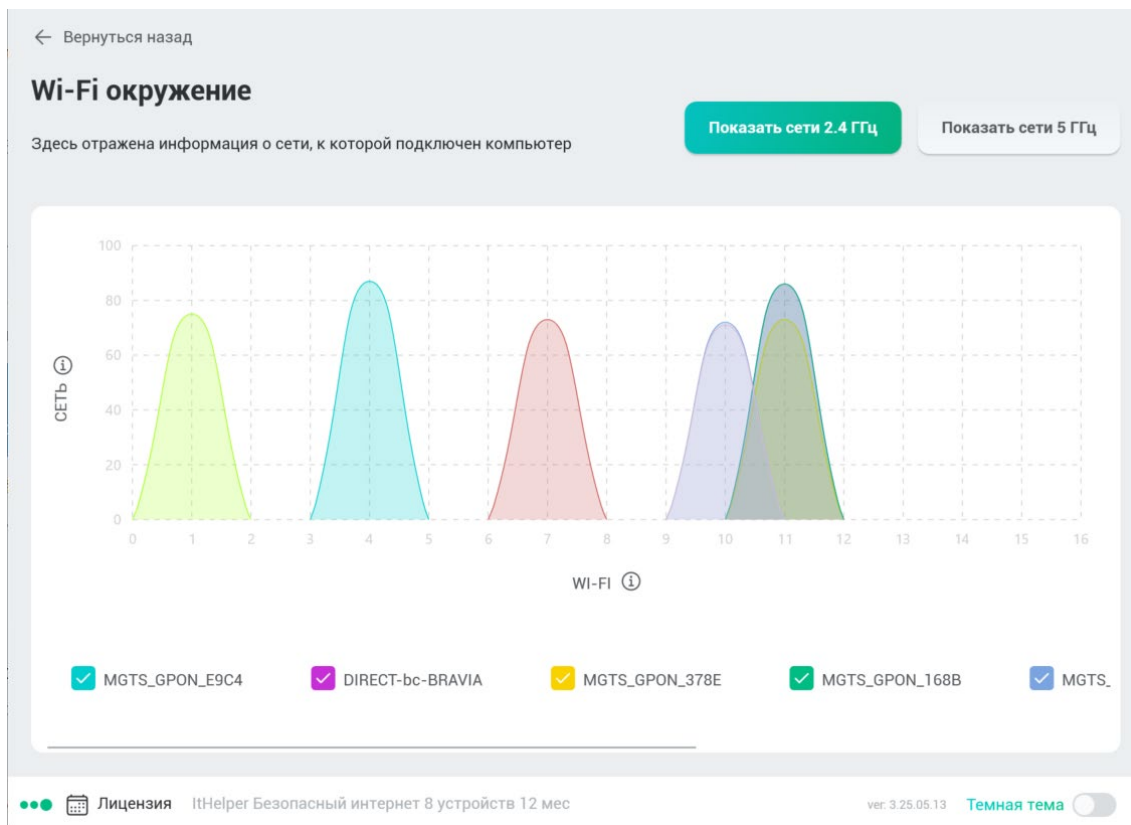 Вернуться назад
Wi-Fi окружение
Здесь отражена информация о сети, к которой подключен компьютер
Показать сети 2.4 ГГц
Показать сети 5 ГГц
СЕТЬ
100
80
60
40
20
0
0 1 2 3 4 5 6 7 8 9 10 11 12 13 14 15 16
WI-FI
MGTS_GPON_E9C4 DIRECT-bc-BRAVIA MGTS_GPON_378E MGTS_GPON_168B MGTS_
Лицензия ItHelper Безопасный интернет 8 устройств 12 мес ver. 3.25.05.13 Темная тема